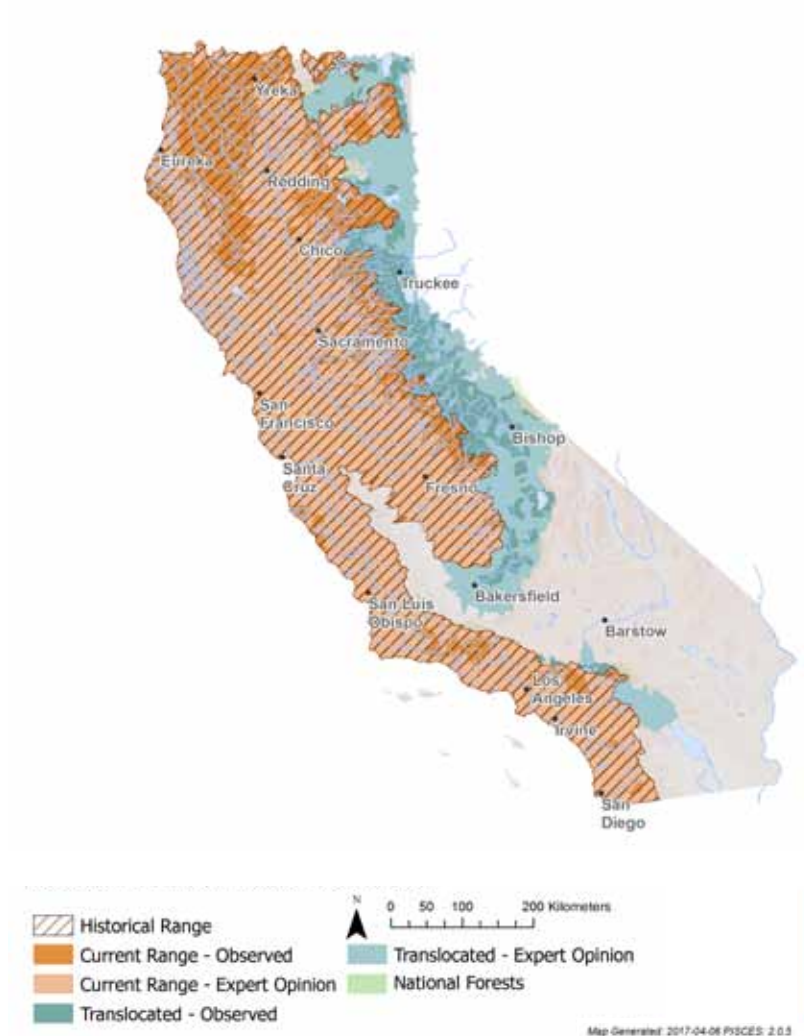 Yreka
Eureka
Redding
Chico
Truckee
Sacramento
San
Francisco
Bishop
Santa
Cruz
Fresno
Bakersfield
San Luis
Obispo
Barstow
Los
Angeles
Irvine
San
Diego
N
0 50 100 200 Kilometers
Historical Range
Current Range - Observed
Current Range - Expert Opinion
Translocated - Observed
Translocated - Expert Opinion
National Forests
Map Generated: 2017-04-06 PISCES: 2.0.5